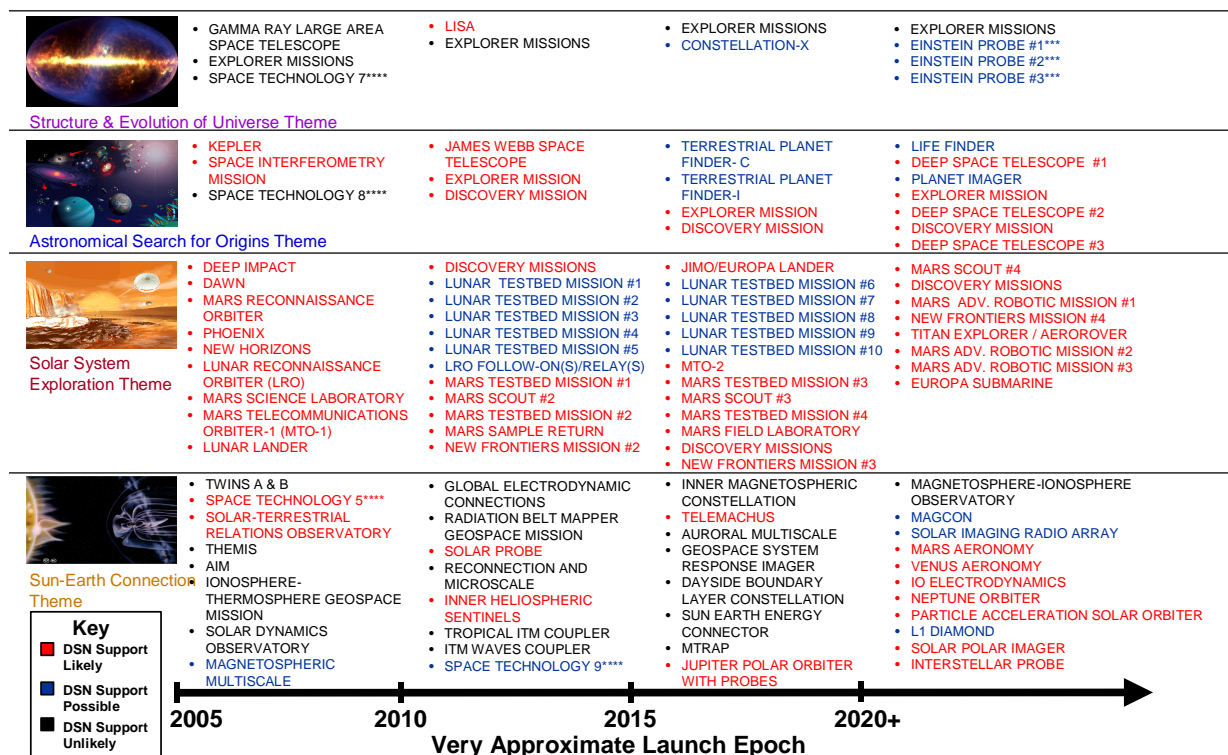 • GAMMA RAY LARGE AREA
SPACE TELESCOPE
• EXPLORER MISSIONS
• SPACE TECHNOLOGY 7****
• LISA
• EXPLORER MISSIONS
• EXPLORER MISSIONS
• CONSTELLATION-X
• EXPLORER MISSIONS
• EINSTEIN PROBE #1***
• EINSTEIN PROBE #2***
• EINSTEIN PROBE #3***
Structure & Evolution of Universe Theme
• KEPLER
• SPACE INTERFEROMETRY
MISSION
• SPACE TECHNOLOGY 8****
• JAMES WEBB SPACE
TELESCOPE
• EXPLORER MISSION
• DISCOVERY MISSION
• TERRESTRIAL PLANET
FINDER- C
• TERRESTRIAL PLANET
FINDER-I
• EXPLORER MISSION
• DISCOVERY MISSION
• LIFE FINDER
• DEEP SPACE TELESCOPE #1
• PLANET IMAGER
• EXPLORER MISSION
• DEEP SPACE TELESCOPE #2
• DISCOVERY MISSION
• DEEP SPACE TELESCOPE #3
Astronomical Search for Origins Theme
• DEEP IMPACT
• DAWN
• MARS RECONNAISSANCE
ORBITER
• PHOENIX
• NEW HORIZONS
• LUNAR RECONNAISSANCE
ORBITER (LRO)
• MARS SCIENCE LABORATORY
• MARS TELECOMMUNICATIONS
ORBITER-1 (MTO-1)
• LUNAR LANDER
• DISCOVERY MISSIONS
• LUNAR TESTBED MISSION #1
• LUNAR TESTBED MISSION #2
• LUNAR TESTBED MISSION #3
• LUNAR TESTBED MISSION #4
• LUNAR TESTBED MISSION #5
• LRO FOLLOW-ON(S)/RELAY(S)
• MARS TESTBED MISSION #1
• MARS SCOUT #2
• MARS TESTBED MISSION #2
• MARS SAMPLE RETURN
• NEW FRONTIERS MISSION #2
• JIMO/EUROPA LANDER
• LUNAR TESTBED MISSION #6
• LUNAR TESTBED MISSION #7
• LUNAR TESTBED MISSION #8
• LUNAR TESTBED MISSION #9
• LUNAR TESTBED MISSION #10
• MTO-2
• MARS TESTBED MISSION #3
• MARS SCOUT #3
• MARS TESTBED MISSION #4
• MARS FIELD LABORATORY
• DISCOVERY MISSIONS
• NEW FRONTIERS MISSION #3
• MARS SCOUT #4
• DISCOVERY MISSIONS
• MARS ADV. ROBOTIC MISSION #1
• NEW FRONTIERS MISSION #4
• TITAN EXPLORER / AEROROVER
• MARS ADV. ROBOTIC MISSION #2
• MARS ADV. ROBOTIC MISSION #3
• EUROPA SUBMARINE
Solar System
Exploration Theme
• TWINS A & B
• SPACE TECHNOLOGY 5****
• SOLAR-TERRESTRIAL
RELATIONS OBSERVATORY
• THEMIS
• AIM
• IONOSPHERE-
THERMOSPHERE GEOSPACE
MISSION
• SOLAR DYNAMICS
OBSERVATORY
• MAGNETOSPHERIC
MULTISCALE
• GLOBAL ELECTRODYNAMIC
CONNECTIONS
• RADIATION BELT MAPPER
GEOSPACE MISSION
• SOLAR PROBE
• RECONNECTION AND
MICROSCALE
• INNER HELIOSPHERIC
SENTINELS
• TROPICAL ITM COUPLER
• ITM WAVES COUPLER
• SPACE TECHNOLOGY 9****
• INNER MAGNETOSPHERIC
CONSTELLATION
• TELEMACHUS
• AURORAL MULTISCALE
• GEOSPACE SYSTEM
RESPONSE IMAGER
• DAYSIDE BOUNDARY
LAYER CONSTELLATION
• SUN EARTH ENERGY
CONNECTOR
• MTRAP
• JUPITER POLAR ORBITER
WITH PROBES
• MAGNETOSPHERE-IONOSPHERE
OBSERVATORY
• MAGCON
• SOLAR IMAGING RADIO ARRAY
• MARS AERONOMY
• VENUS AERONOMY
• IO ELECTRODYNAMICS
• NEPTUNE ORBITER
• PARTICLE ACCELERATION SOLAR ORBITER
• L1 DIAMOND
• SOLAR POLAR IMAGER
• INTERSTELLAR PROBE
Sun-Earth Connection
Theme
Key
DSN Support
Likely
DSN Support
Possible
DSN Support
Unlikely
2005
2010
2015
2020+
Very Approximate Launch Epoch